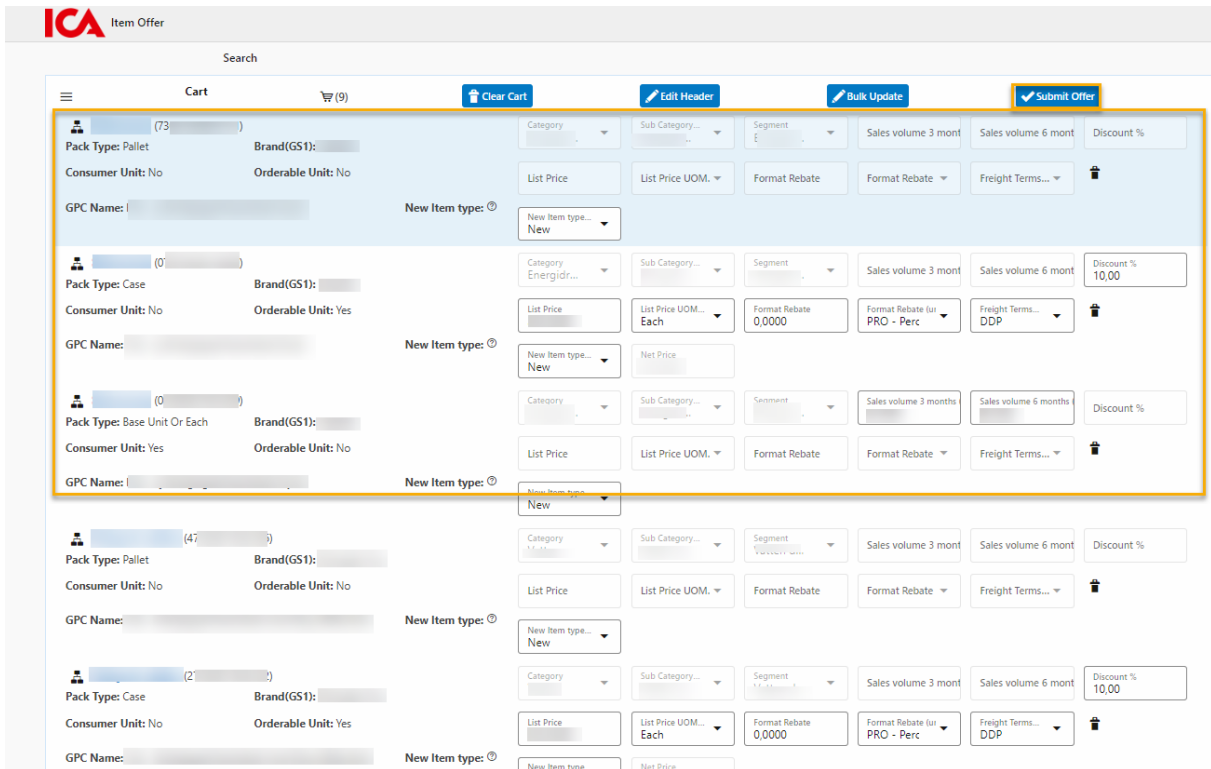 ICA Item Offer
Search
Cart (9) Clear Cart Edit Header Bulk Update Submit Offer
(73 ) Category Sub Category... Segment Sales volume 3 mont Sales volume 6 mont Discount %
Pack Type: Pallet Brand(GS1):
Consumer Unit: No Orderable Unit: No List Price List Price UOM. Format Rebate Format Rebate Freight Terms...
GPC Name: New Item type: New Item type...
New
(07 ) Category Sub Category... Segment Sales volume 3 mont Sales volume 6 mont Discount %
Energidr... 10,00
Pack Type: Case Brand(GS1):
Consumer Unit: No Orderable Unit: Yes List Price List Price UOM... Format Rebate Format Rebate (ui Freight Terms...
Each 0,0000 PRO - Perc DDP
GPC Name: New Item type: New Item type... Net Price
New
(0 ) Category Sub Category... Segment Sales volume 3 months ( Sales volume 6 months ( Discount %
Pack Type: Base Unit Or Each Brand(GS1):
Consumer Unit: Yes Orderable Unit: No List Price List Price UOM. Format Rebate Format Rebate Freight Terms...
GPC Name: New Item type: New Item type...
New
(47 ) Category Sub Category... Segment Sales volume 3 mont Sales volume 6 mont Discount %
Pack Type: Pallet Brand(GS1):
Consumer Unit: No Orderable Unit: No List Price List Price UOM. Format Rebate Format Rebate Freight Terms...
GPC Name: New Item type: New Item type...
New
(2 ) Category Sub Category... Segment Sales volume 3 mont Sales volume 6 mont Discount %
10,00
Pack Type: Case Brand(GS1):
Consumer Unit: No Orderable Unit: Yes List Price List Price UOM... Format Rebate Format Rebate (ui Freight Terms...
Each 0,0000 PRO - Perc DDP
GPC Name: New Item type: New Item type Net Price